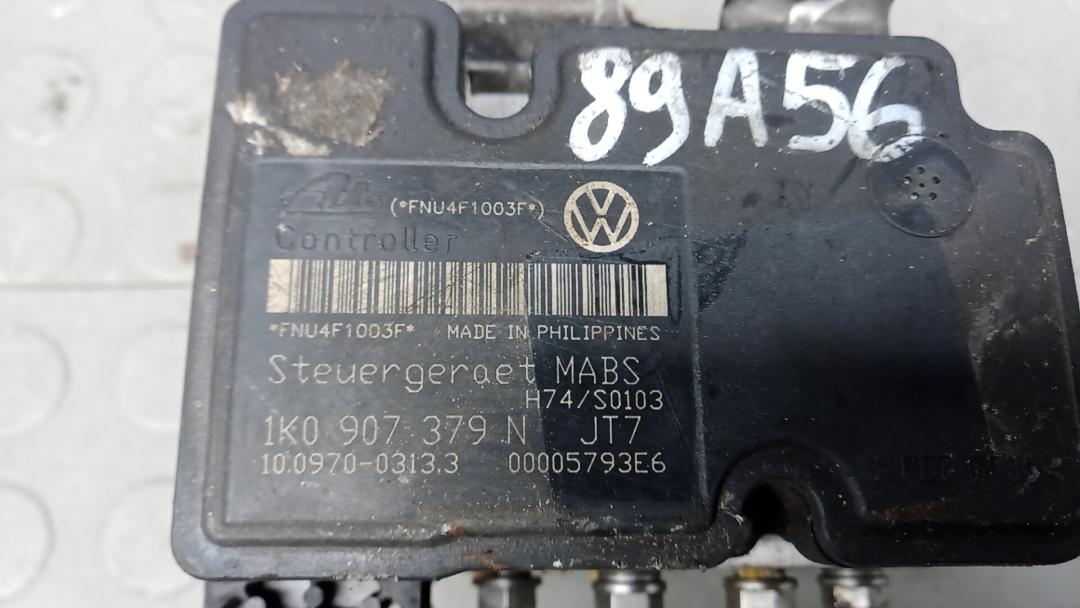 89A56
Ate (*FNU4F1003F*)
Controller
*FNU4F1003F* MADE IN PHILIPPINES
Steuergeraet MABS
H74/S0103
1K0 907 379 N JT7
10.0970-0313.3 00005793E6